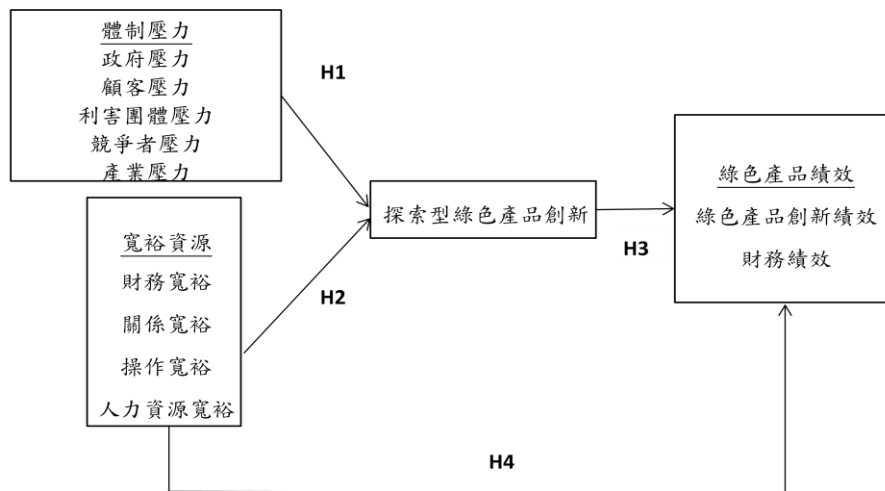 體制壓力
政府壓力
顧客壓力
利害團體壓力
競爭者壓力
產業壓力
H1
寬裕資源
財務寬裕
關係寬裕
操作寬裕
人力資源寬裕
H2
探索型綠色產品創新
H3
綠色產品績效
綠色產品創新績效
財務績效
H4